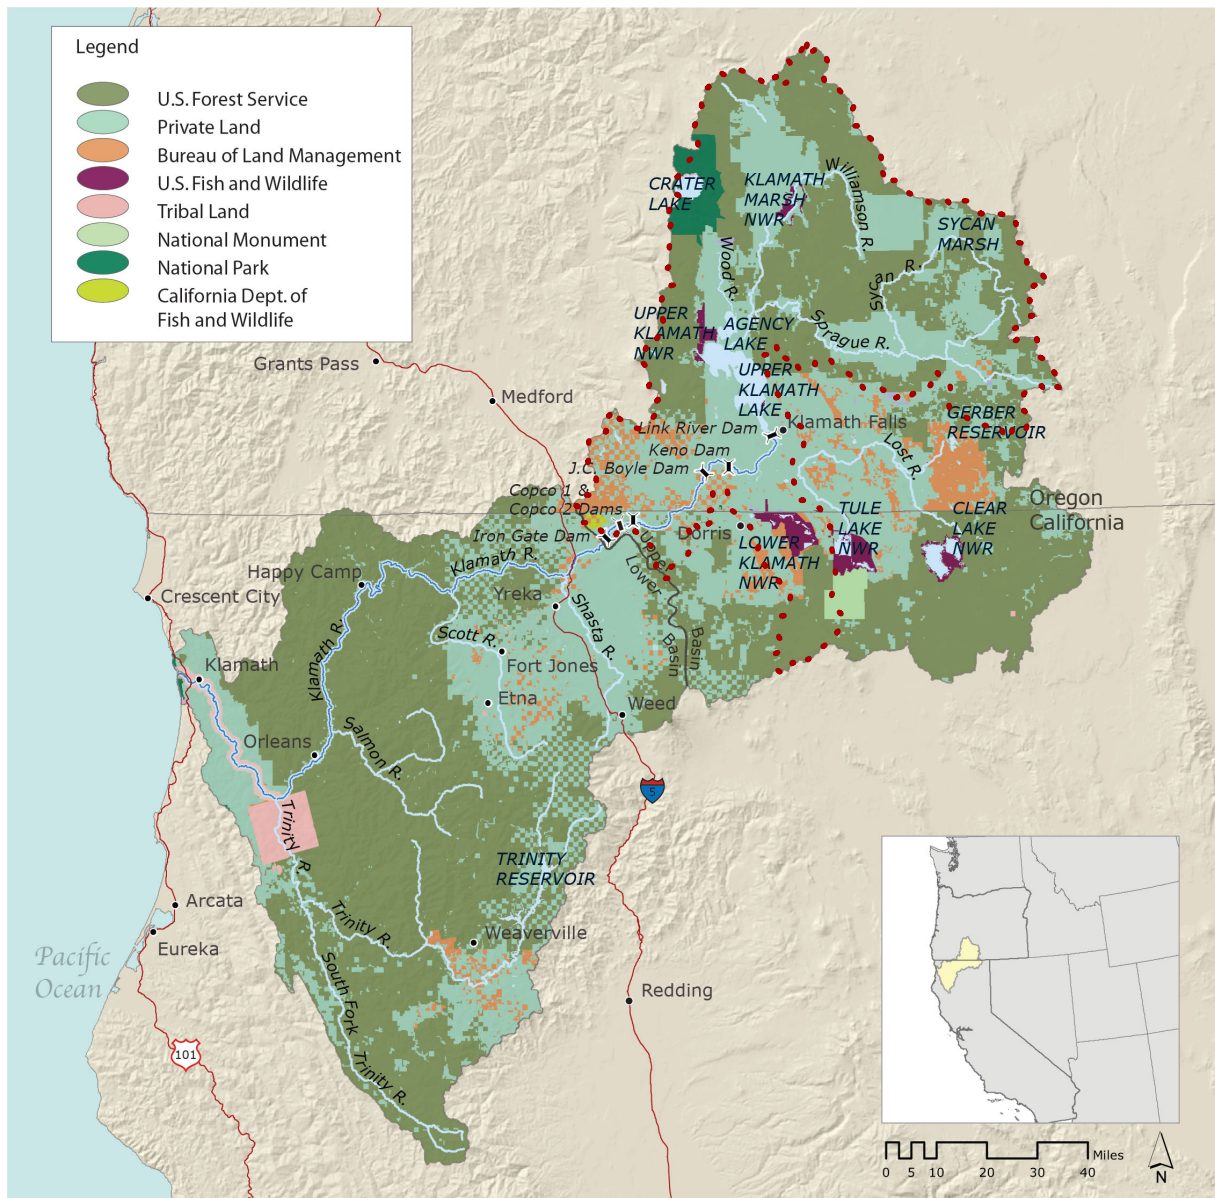 Legend
U.S. Forest Service
Private Land
Bureau of Land Management
U.S. Fish and Wildlife
Tribal Land
National Monument
National Park
California Dept. of
Fish and Wildlife
CRATER
LAKE
KLAMATH
MARSH
NWR
Williamson R.
SYCAN
MARSH
Wood R.
Sycan R.
UPPER
KLAMATH
NWR
AGENCY
LAKE
Sprague R.
UPPER
KLAMATH
LAKE
Grants Pass
Medford
Link River Dam
Klamath Falls
GERBER
RESERVOIR
Keno Dam
Lost R.
J.C. Boyle Dam
Copco 1 &
Copco 2 Dams
Oregon
California
Iron Gate Dam
Dorris
TULE
LAKE
NWR
CLEAR
LAKE
NWR
LOWER
KLAMATH
NWR
Upper
Basin
Lower
Basin
Klamath R.
Happy Camp
Crescent City
Yreka
Shasta R.
Scott R.
Fort Jones
Klamath
Klamath R.
Etna
Weed
Orleans
Salmon R.
5
Trinity R.
TRINITY
RESERVOIR
Arcata
Trinity R.
Weaverville
Eureka
Pacific
Ocean
South Fork Trinity R.
Redding
101
Miles
0 5 10 20 30 40
N